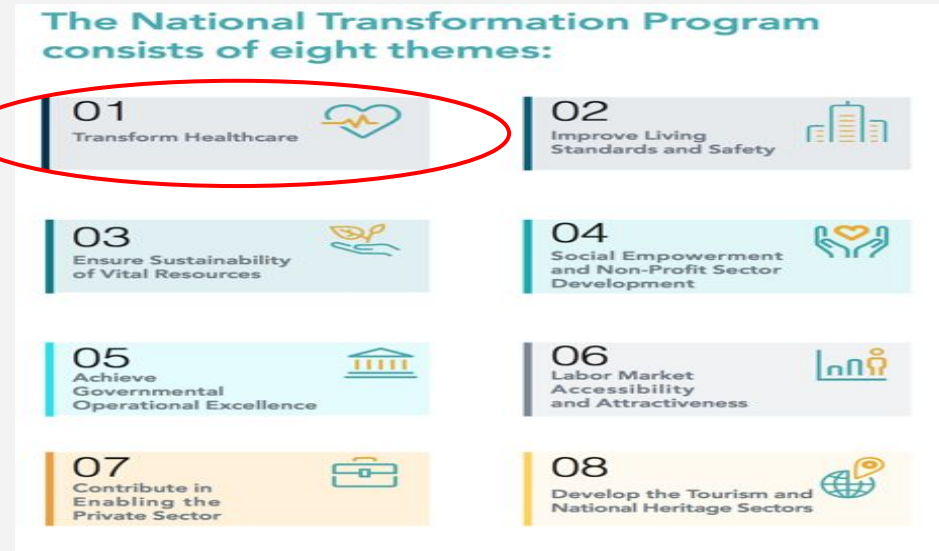 The National Transformation Program
consists of eight themes:
01
Transform Healthcare
02
Improve Living
Standards and Safety
03
Ensure Sustainability
of Vital Resources
04
Social Empowerment
and Non-Profit Sector
Development
05
Achieve
Governmental
Operational Excellence
06
Labor Market
Accessibility
and Attractiveness
07
Contribute in
Enabling the
Private Sector
08
Develop the Tourism and
National Heritage Sectors